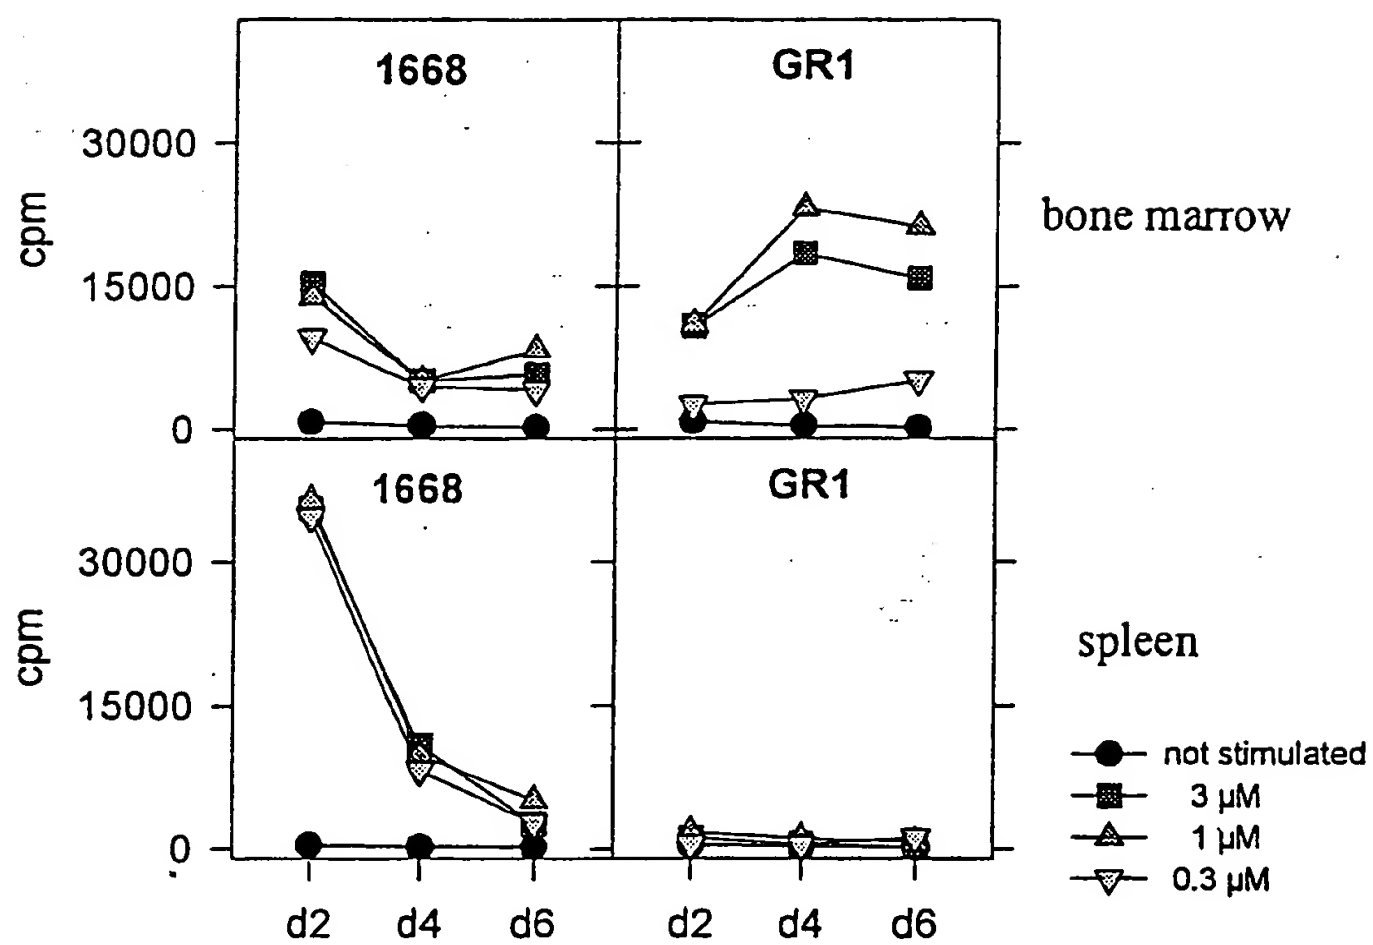 1668 GR1
30000
cpm
bone marrow
15000
0
1668 GR1
30000
cpm
spleen
15000
not stimulated
3 µM
1 µM
0
0.3 µM
d2 d4 d6 d2 d4 d6